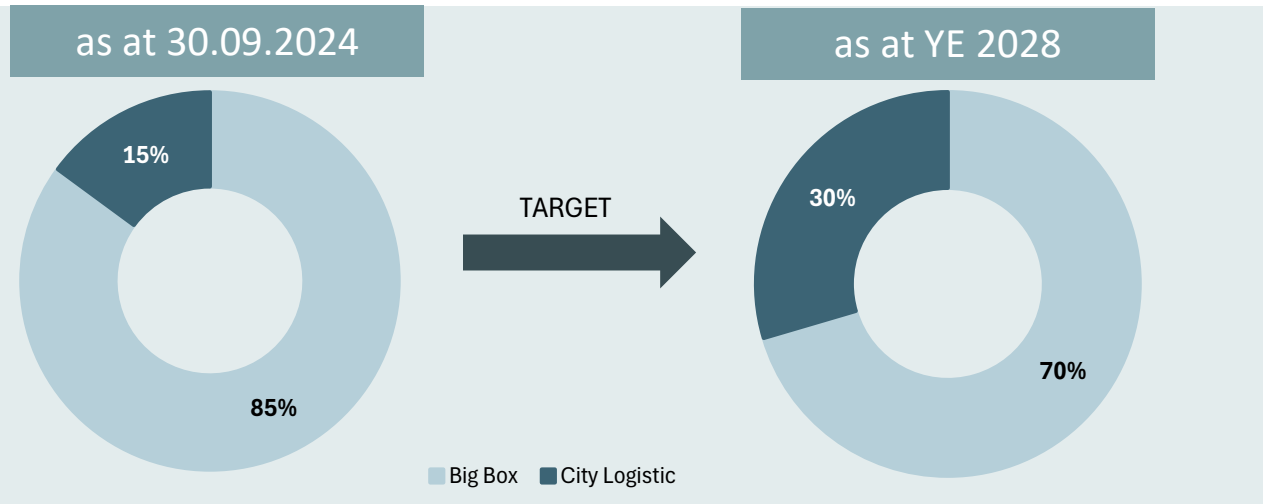 as at 30.09.2024
as at YE 2028
15%
85%
TARGET
30%
70%
Big Box
City Logistic